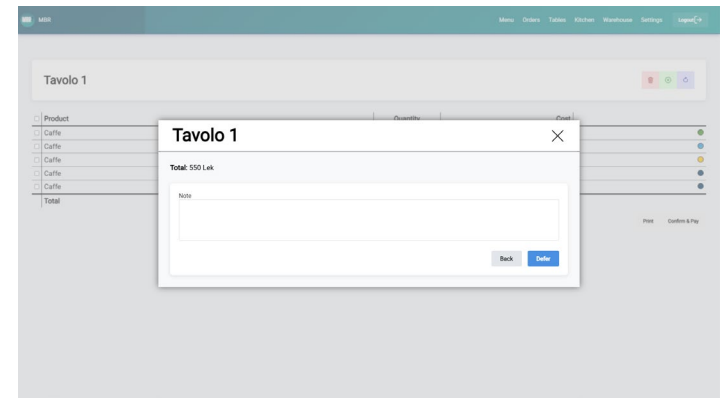 MBR
Menu Orders Tables Kitchen Warehouse Settings Logout
Tavolo 1
Product Quantity Cost
Caffe
Caffe
Caffe
Caffe
Caffe
Total
Tavolo 1
Total: 550 Lek
Note
Back Defer
Print Confirm & Pay